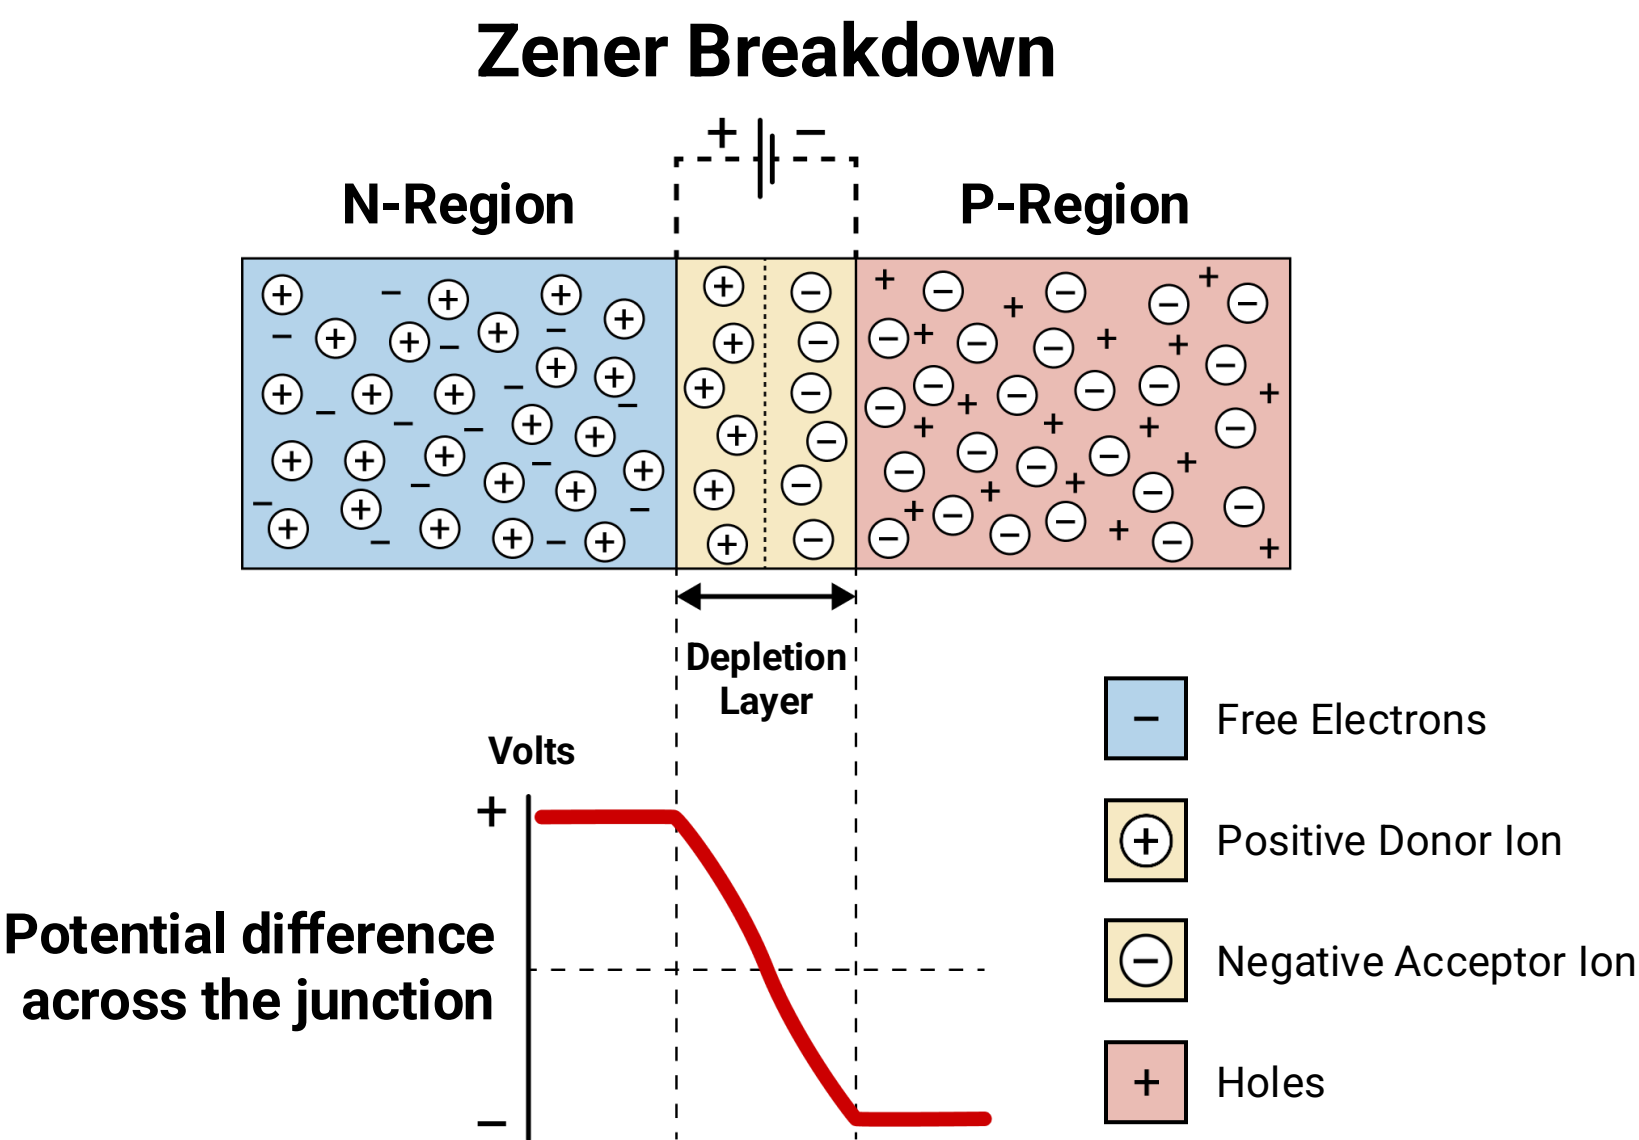 Zener Breakdown
+ −
N-Region
P-Region
Depletion
Layer
Volts
+
Potential difference
across the junction
−
− Free Electrons
+ Positive Donor Ion
− Negative Acceptor Ion
+ Holes